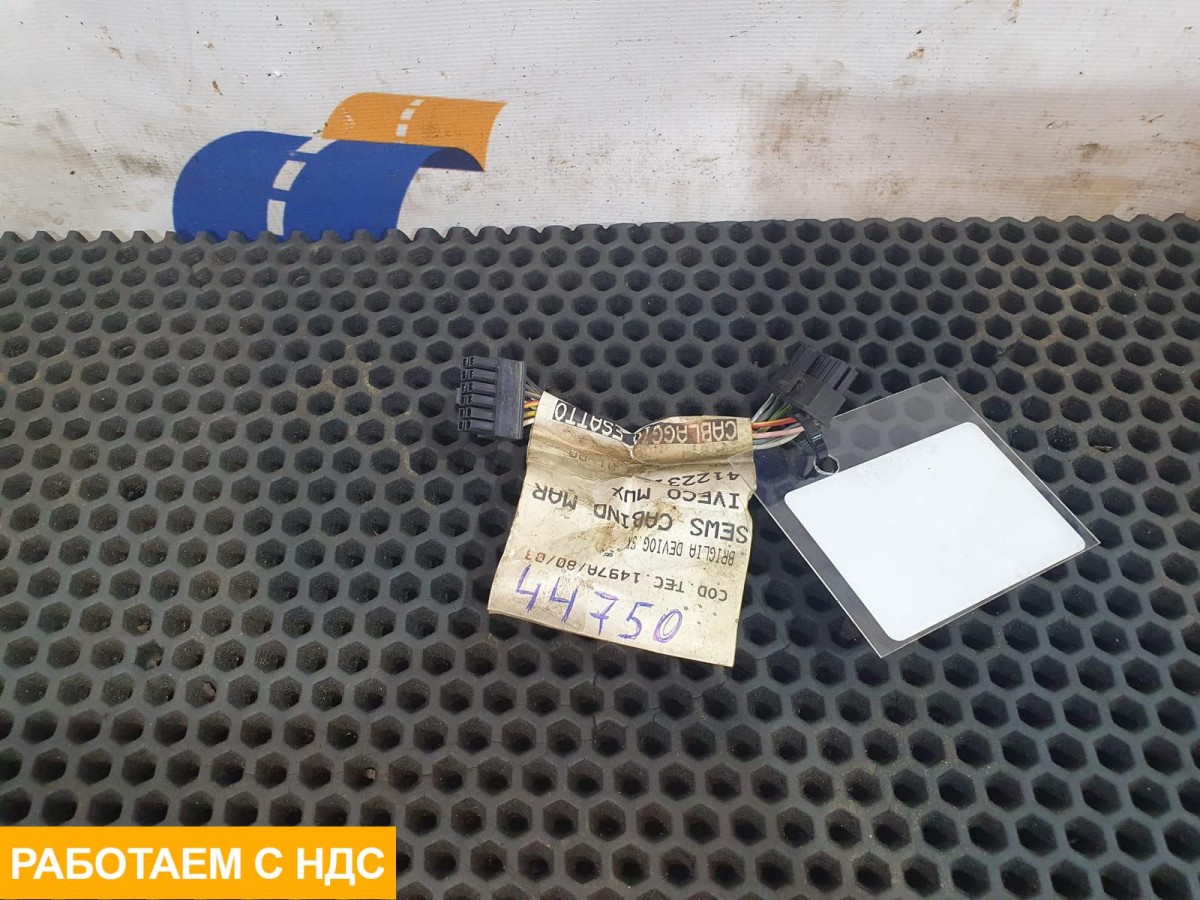 CABLAGGIO ESATTO
IVECO MUX
SEWS CABIND MAR
BRIGLIA DEVIOG
COD. TEC. 1497A/80/03
44750
РАБОТАЕМ С НДС